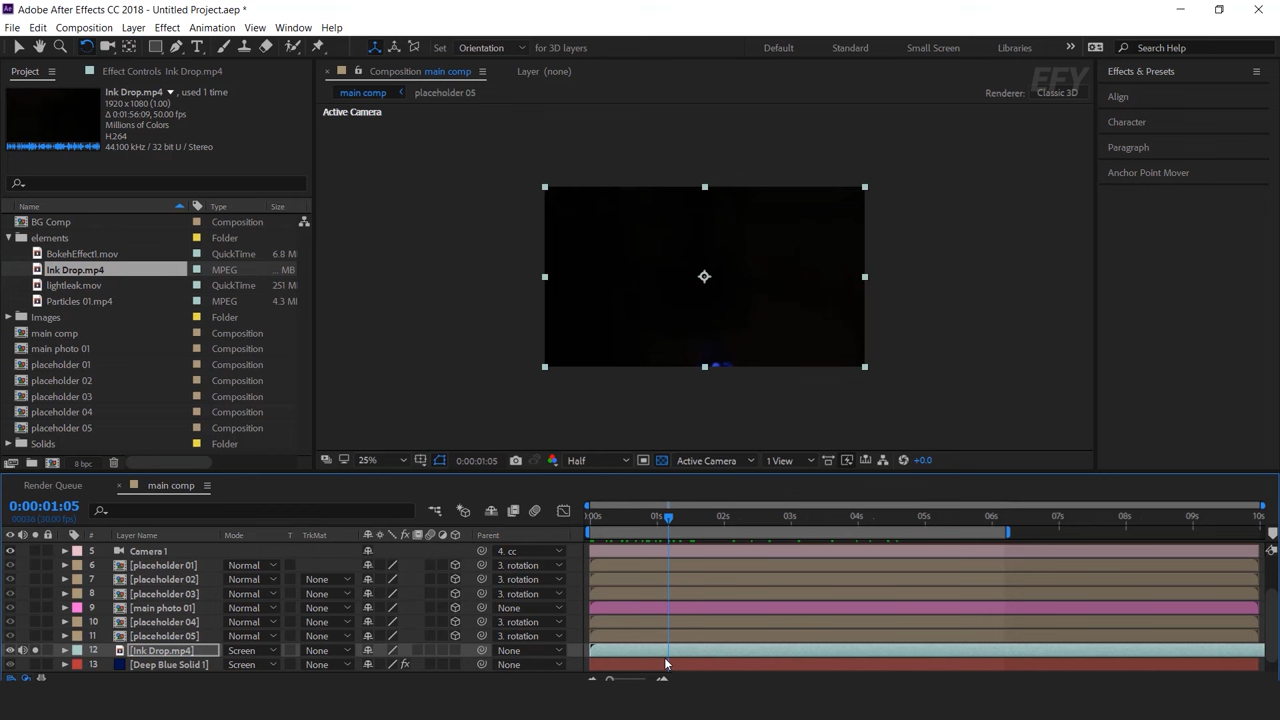 Adobe After Effects CC 2018 - Untitled Project.aep *
File Edit Composition Layer Effect Animation View Window Help
Set Orientation for 3D layers Default Standard Small Screen Libraries Search Help
Project Effect Controls Ink Drop.mp4 Composition main comp Layer (none) Effects & Presets
EFY
main comp placeholder 05 Renderer: Classic 3D
Ink Drop.mp4 , used 1 time
1920 x 1080 (1.00)
Δ 0:01:56:09, 50.00 fps
Millions of Colors
H.264
44.100 kHz / 32 bit U / Stereo
Active Camera
Align
Character
Paragraph
Anchor Point Mover
Name Type Size
BG Comp Composition
elements Folder
BokehEffect1.mov QuickTime 6.8 M
Ink Drop.mp4 MPEG ... MB
lightleak.mov QuickTime 251 M
Particles 01.mp4 MPEG 4.3 M
Images Folder
main comp Composition
main photo 01 Composition
placeholder 01 Composition
placeholder 02 Composition
placeholder 03 Composition
placeholder 04 Composition
placeholder 05 Composition
Solids Folder
8 bpc
25% 0:00:01:05 Half Active Camera 1 View +0.0
Render Queue main comp
0:00:01:05
00035 (30.00 fps)
:00s 01s 02s 03s 04s 05s 06s 07s 08s 09s 10s
# Layer Name Mode T TrkMat fx Parent
5 Camera 1 4. cc
6 [placeholder 01] Normal 3. rotation
7 [placeholder 02] Normal None 3. rotation
8 [placeholder 03] Normal None 3. rotation
9 [main photo 01] Normal None None
10 [placeholder 04] Normal None 3. rotation
11 [placeholder 05] Normal None 3. rotation
12 [Ink Drop.mp4] Screen None None
13 [Deep Blue Solid 1] Screen None fx None